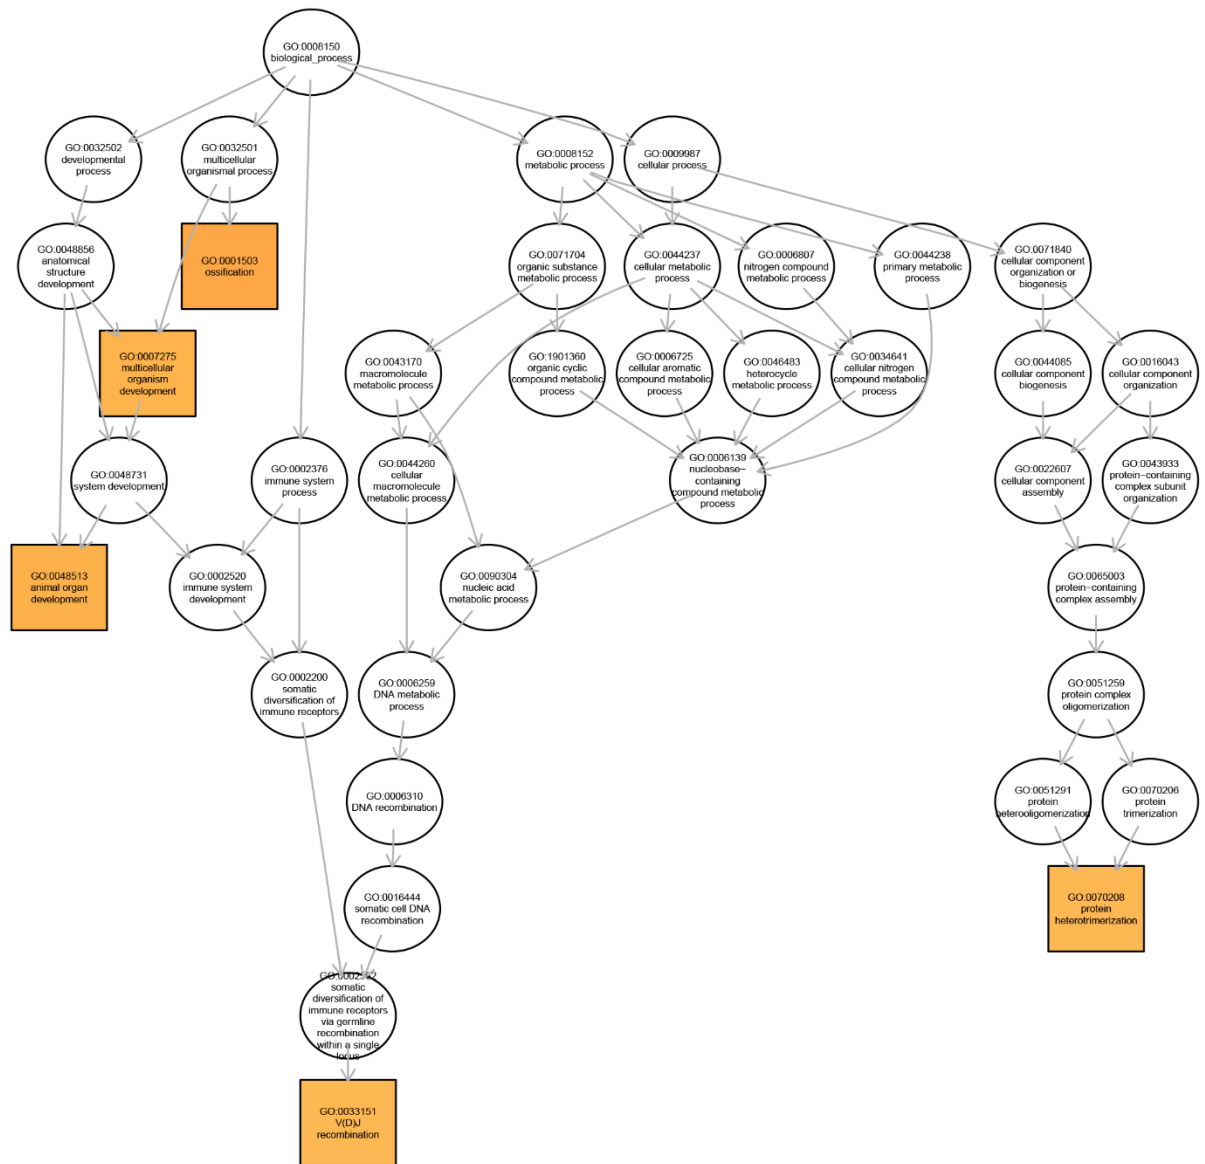 GO:0008150
biological_process
GO:0032502
developmental
process
GO:0032501
multicellular
organismal process
GO:0008152
metabolic process
GO:0009987
cellular process
GO:0048856
anatomical
structure
development
GO:0001503
ossification
GO:0071704
organic substance
metabolic process
GO:0044237
cellular metabolic
process
GO:0006807
nitrogen compound
metabolic process
GO:0044238
primary metabolic
process
GO:0071840
cellular component
organization or
biogenesis
GO:0007275
multicellular
organism
development
GO:0043170
macromolecule
metabolic process
GO:1901360
organic cyclic
compound metabolic
process
GO:0006725
cellular aromatic
compound metabolic
process
GO:0046483
heterocycle
metabolic process
GO:0034641
cellular nitrogen
compound metabolic
process
GO:0044085
cellular component
biogenesis
GO:0016043
cellular component
organization
GO:0048731
system development
GO:0002376
immune system
process
GO:0044260
cellular
macromolecule
metabolic process
GO:0006139
nucleobase−
containing
compound metabolic
process
GO:0022607
cellular component
assembly
GO:0043933
protein−containing
complex subunit
organization
GO:0048513
animal organ
development
GO:0002520
immune system
development
GO:0090304
nucleic acid
metabolic process
GO:0065003
protein−containing
complex assembly
GO:0002200
somatic
diversification of
immune receptors
GO:0006259
DNA metabolic
process
GO:0051259
protein complex
oligomerization
GO:0006310
DNA recombination
GO:0051291
protein
heterooligomerization
GO:0070206
protein
trimerization
GO:0016444
somatic cell DNA
recombination
GO:0070208
protein
heterotrimerization
somatic
diversification of
immune receptors
via germline
recombination
within a single
locus
GO:0033151
V(D)J
recombination